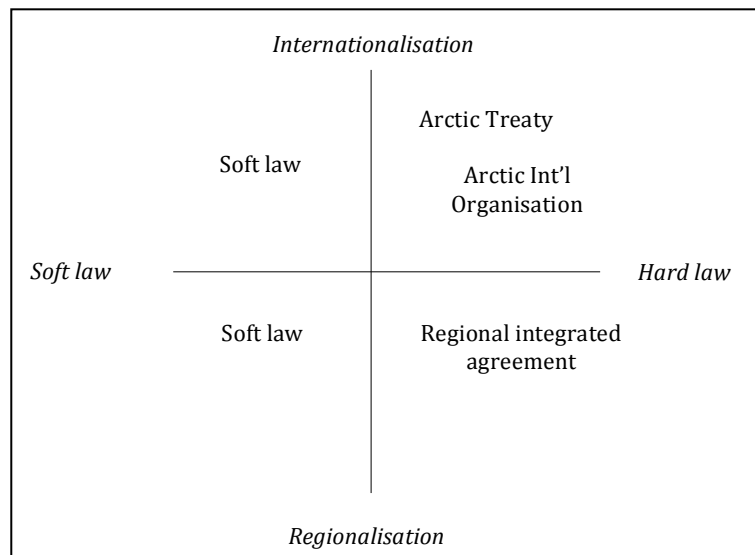 Internationalisation
Arctic Treaty
Soft law
Arctic Int’l
Organisation
Soft law
Hard law
Soft law
Regional integrated
agreement
Regionalisation